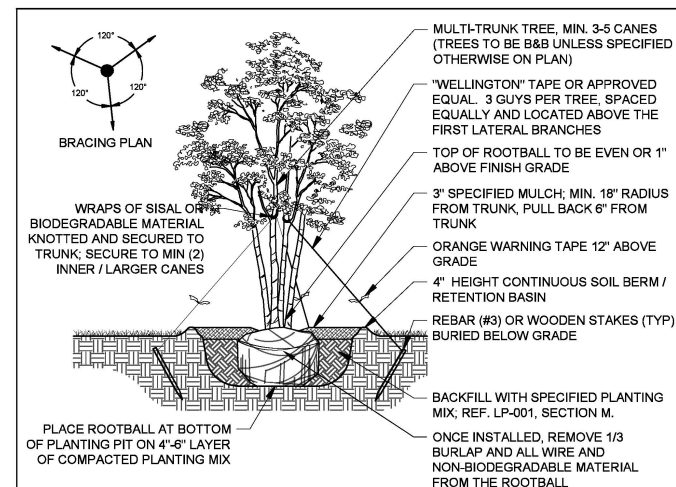 120°
120°
120°
BRACING PLAN
WRAPS OF SISAL OR
BIODEGRADABLE MATERIAL
KNOTTED AND SECURED TO
TRUNK; SECURE TO MIN (2)
INNER / LARGER CANES
PLACE ROOTBALL AT BOTTOM
OF PLANTING PIT ON 4"-6" LAYER
OF COMPACTED PLANTING MIX
MULTI-TRUNK TREE, MIN. 3-5 CANES
(TREES TO BE B&B UNLESS SPECIFIED
OTHERWISE ON PLAN)
"WELLINGTON" TAPE OR APPROVED
EQUAL. 3 GUYS PER TREE, SPACED
EQUALLY AND LOCATED ABOVE THE
FIRST LATERAL BRANCHES
TOP OF ROOTBALL TO BE EVEN OR 1"
ABOVE FINISH GRADE
3" SPECIFIED MULCH; MIN. 18" RADIUS
FROM TRUNK, PULL BACK 6" FROM
TRUNK
ORANGE WARNING TAPE 12" ABOVE
GRADE
4" HEIGHT CONTINUOUS SOIL BERM /
RETENTION BASIN
REBAR (#3) OR WOODEN STAKES (TYP)
BURIED BELOW GRADE
BACKFILL WITH SPECIFIED PLANTING
MIX; REF. LP-001, SECTION M.
ONCE INSTALLED, REMOVE 1/3
BURLAP AND ALL WIRE AND
NON-BIODEGRADABLE MATERIAL
FROM THE ROOTBALL